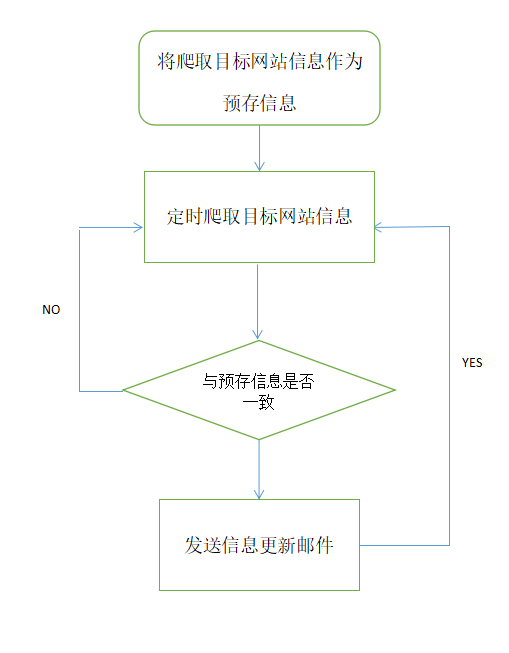 将爬取目标网站信息作为
预存信息
定时爬取目标网站信息
NO
YES
与预存信息是否
一致
发送信息更新邮件